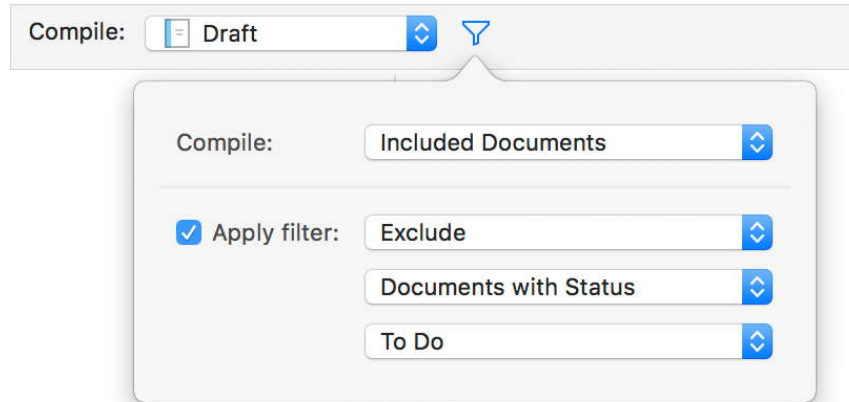 Compile: Draft
Compile: Included Documents
Apply filter: Exclude
Documents with Status
To Do